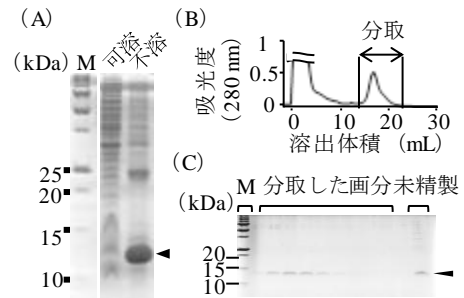 (A)
(kDa) M 可溶 不溶
25
20
15
10
(B)
分取
吸光度
(280 nm)
1
0.5
0
0 10 20 30
溶出体積 (mL)
(C)
M 分取した画分 未精製
(kDa)
20
15
10